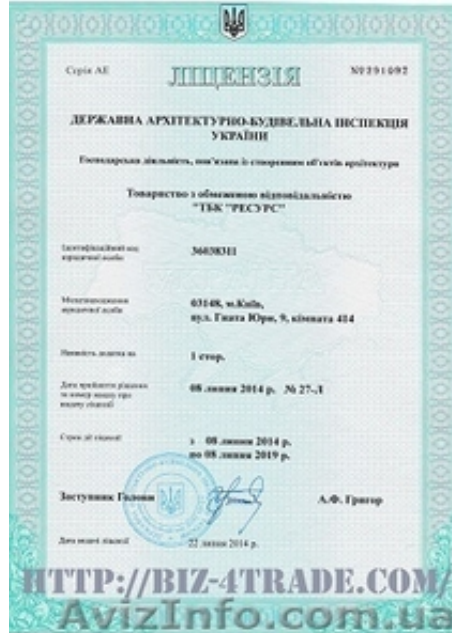 Серія АЕ
ЛІЦЕНЗІЯ
№291092
ДЕРЖАВНА АРХІТЕКТУРНО-БУДІВЕЛЬНА ІНСПЕКЦІЯ
УКРАЇНИ
Господарська діяльність, пов'язана із створенням об'єктів архітектури
Товариство з обмеженою відповідальністю
"ТБК "РЕСУРС"
Ідентифікаційний код
юридичної особи
36038311
Місцезнаходження
юридичної особи
03148, м.Київ,
вул. Гната Юри, 9, кімната 414
Наявність додатка на
1 стор.
Дата прийняття рішення
та номер наказу про
видачу ліцензії
08 липня 2014 р. № 27-Л
Строк дії ліцензії
з 08 липня 2014 р.
по 08 липня 2019 р.
Заступник Голови
А.Ф. Григор
Дата видачі ліцензії
22 липня 2014 р.
HTTP://BIZ-4TRADE.COM/
AvizInfo.com.ua